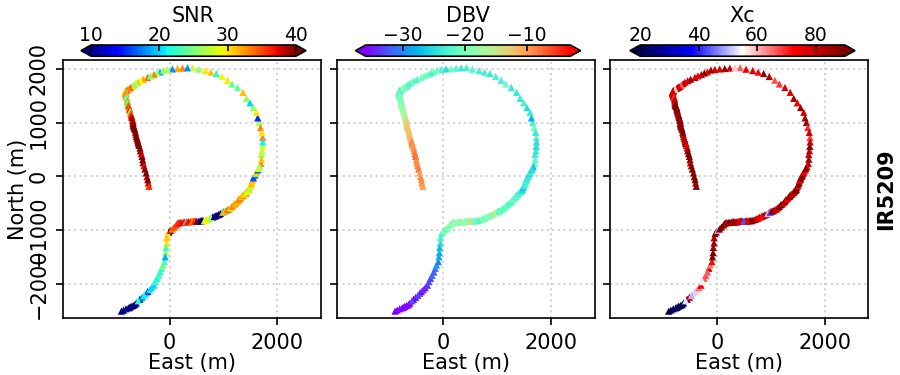 SNR
10 20 30 40
DBV
−30 −20 −10
Xc
20 40 60 80
North (m)
2000
1000
0
−1000
−2000
0 2000
East (m)
0 2000
East (m)
0 2000
East (m)
IR5209